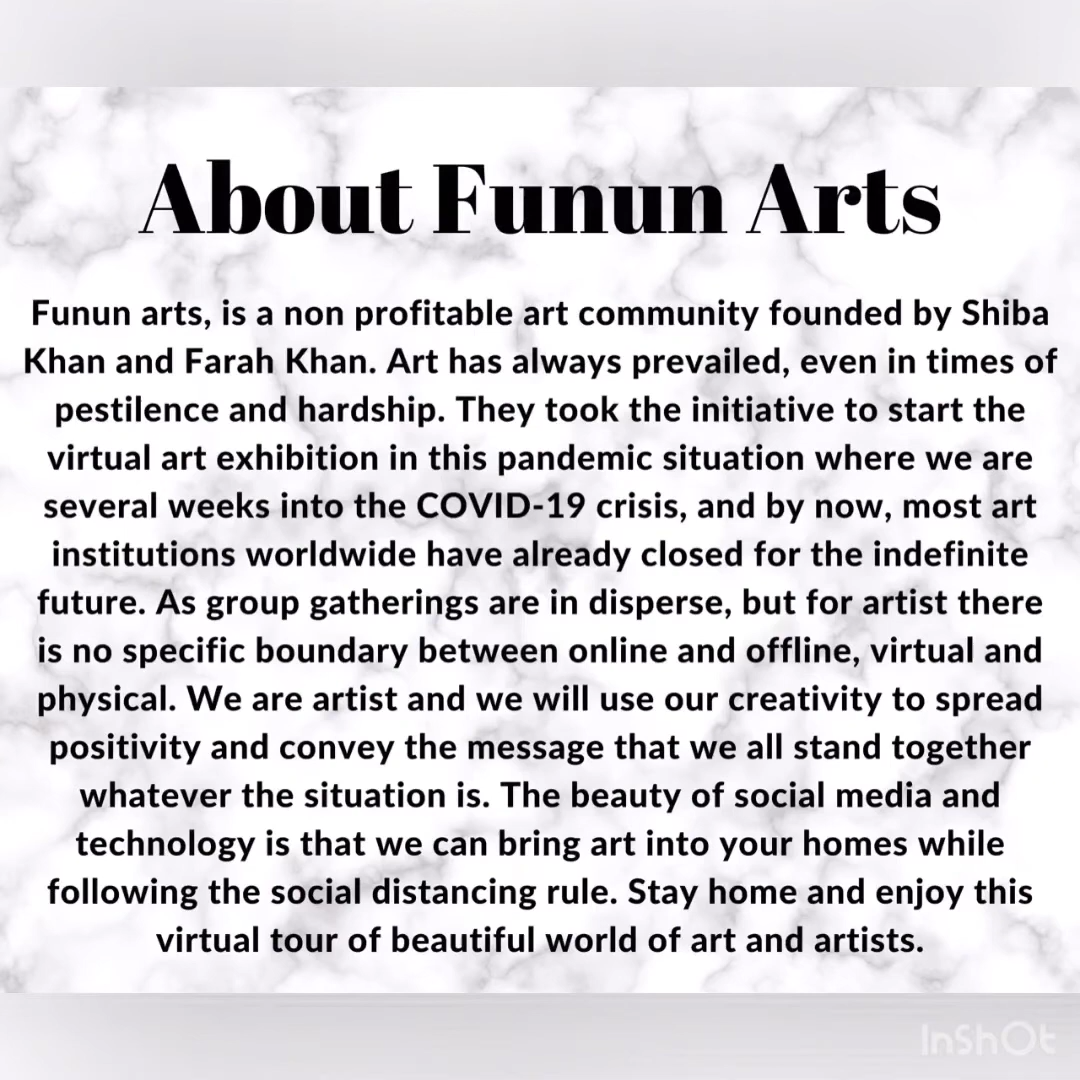 About Funun Arts
Funun arts, is a non profitable art community founded by Shiba
Khan and Farah Khan. Art has always prevailed, even in times of
pestilence and hardship. They took the initiative to start the
virtual art exhibition in this pandemic situation where we are
several weeks into the COVID-19 crisis, and by now, most art
institutions worldwide have already closed for the indefinite
future. As group gatherings are in disperse, but for artist there
is no specific boundary between online and offline, virtual and
physical. We are artist and we will use our creativity to spread
positivity and convey the message that we all stand together
whatever the situation is. The beauty of social media and
technology is that we can bring art into your homes while
following the social distancing rule. Stay home and enjoy this
virtual tour of beautiful world of art and artists.
InShOt